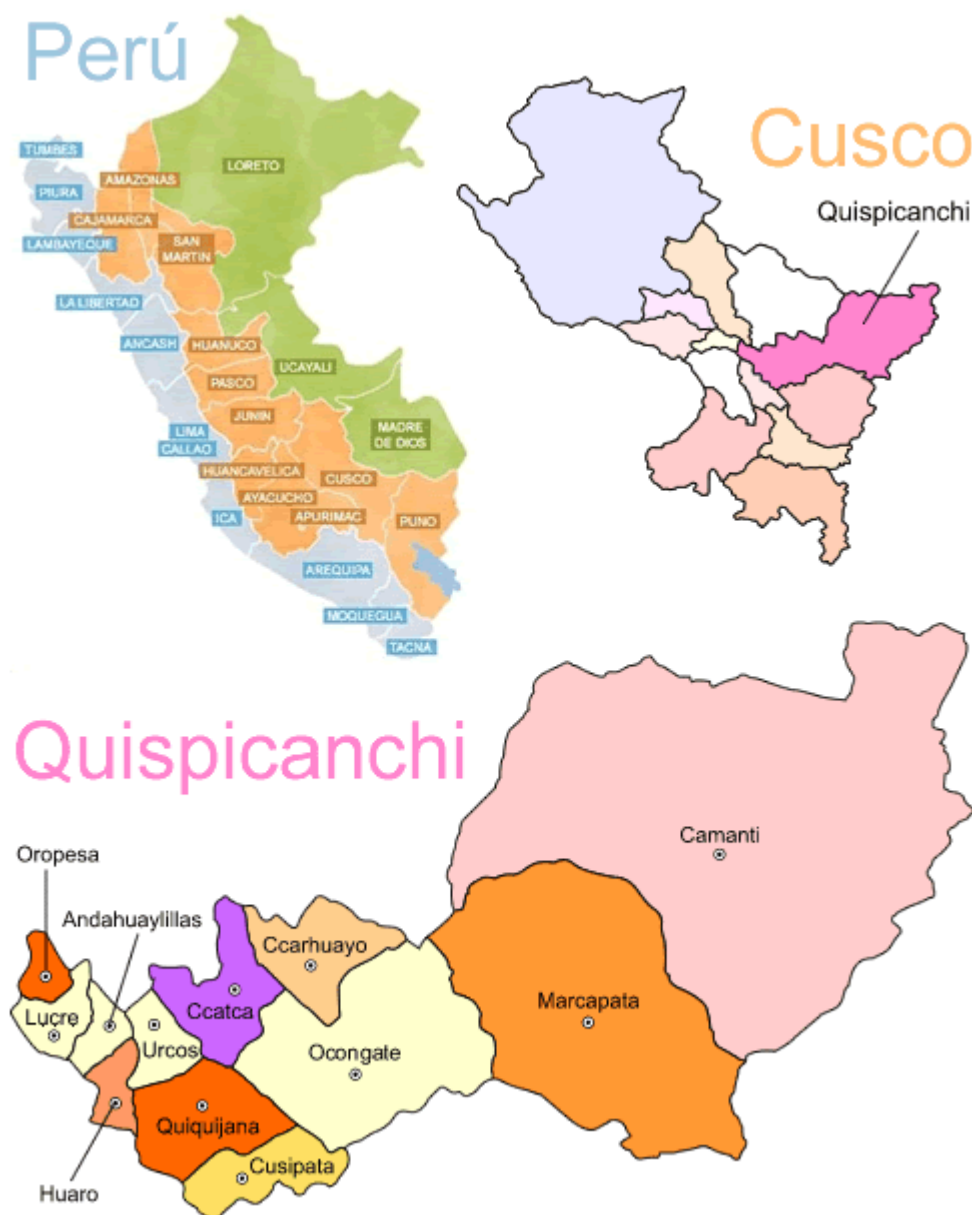 Perú
TUMBES
PIURA
LAMBAYEQUE
AMAZONAS
CAJAMARCA
LORETO
SAN
MARTIN
LA LIBERTAD
ANCASH
HUANUCO
UCAYALI
PASCO
JUNIN
LIMA
CALLAO
MADRE
DE DIOS
HUANCAVELICA
CUSCO
AYACUCHO
APURIMAC
ICA
PUNO
AREQUIPA
MOQUEGUA
TACNA
Cusco
Quispicanchi
Quispicanchi
Oropesa
Andahuaylillas
Lucre
Urcos
Ccatca
Ccarhuayo
Camanti
Marcapata
Ocongate
Quiquijana
Cusipata
Huaro